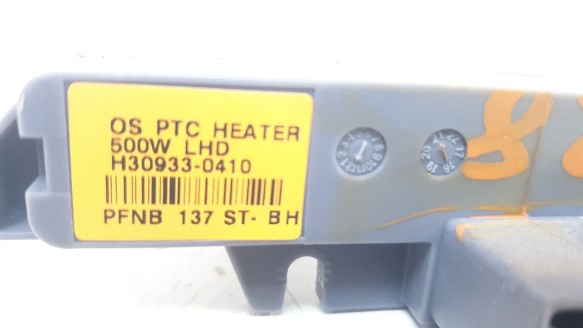 OS PTC HEATER
500W LHD
H30933-0410
PFNB 137 ST- BH